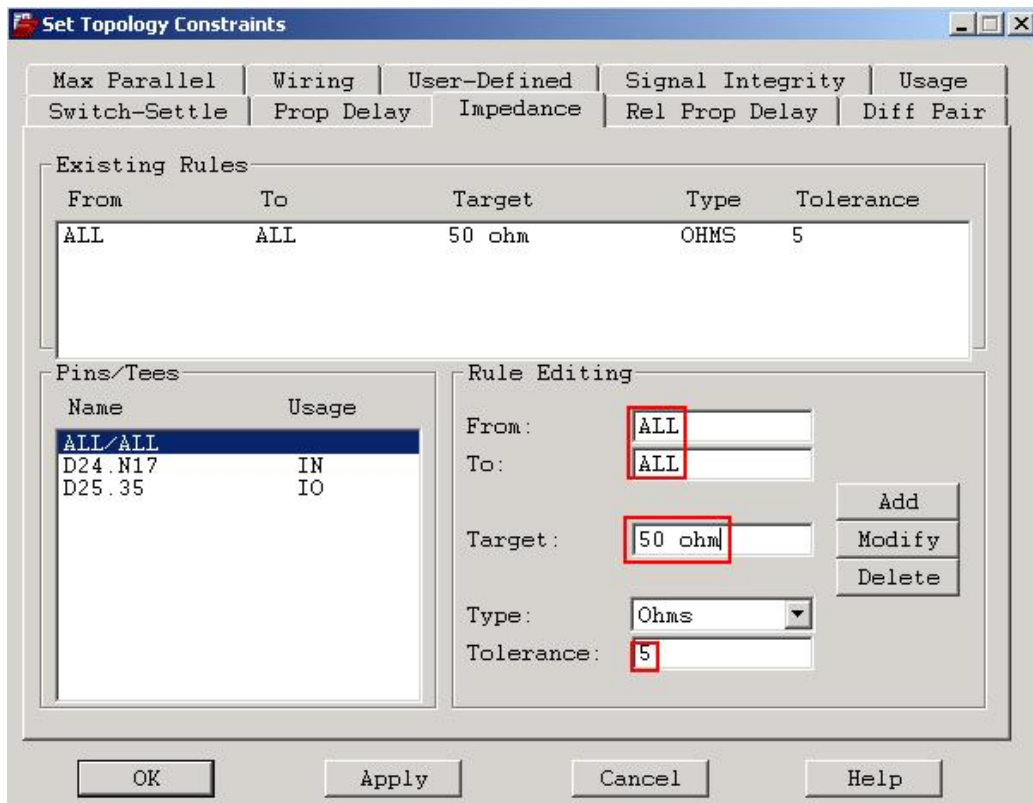 Set Topology Constraints
Max Parallel Wiring User-Defined Signal Integrity Usage
Switch-Settle Prop Delay Impedance Rel Prop Delay Diff Pair
Existing Rules
From To Target Type Tolerance
ALL ALL 50 ohm OHMS 5
Pins/Tees
Name Usage
ALL/ALL
D24.N17 IN
D25.35 IO
Rule Editing
From: ALL
To: ALL
Target: 50 ohm
Type: Ohms
Tolerance: 5
Add
Modify
Delete
OK Apply Cancel Help